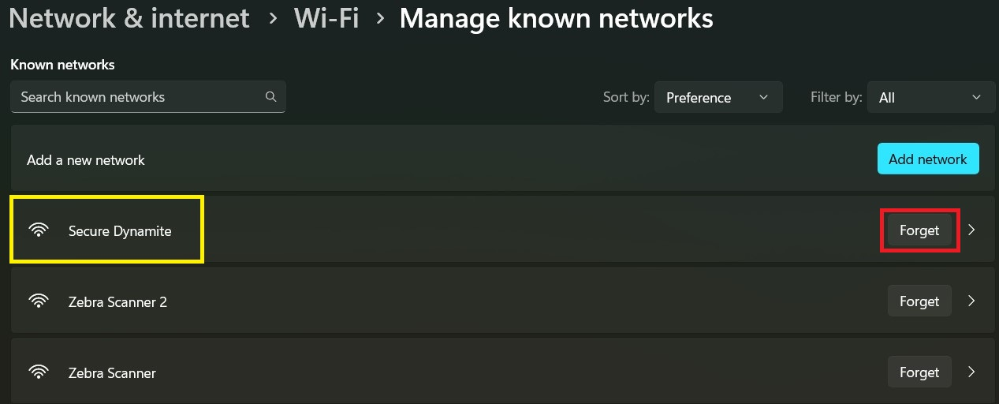 Network & internet > Wi-Fi > Manage known networks
Known networks
Search known networks
Sort by: Preference
Filter by: All
Add a new network
Add network
Secure Dynamite
Forget
Zebra Scanner 2
Forget
Zebra Scanner
Forget